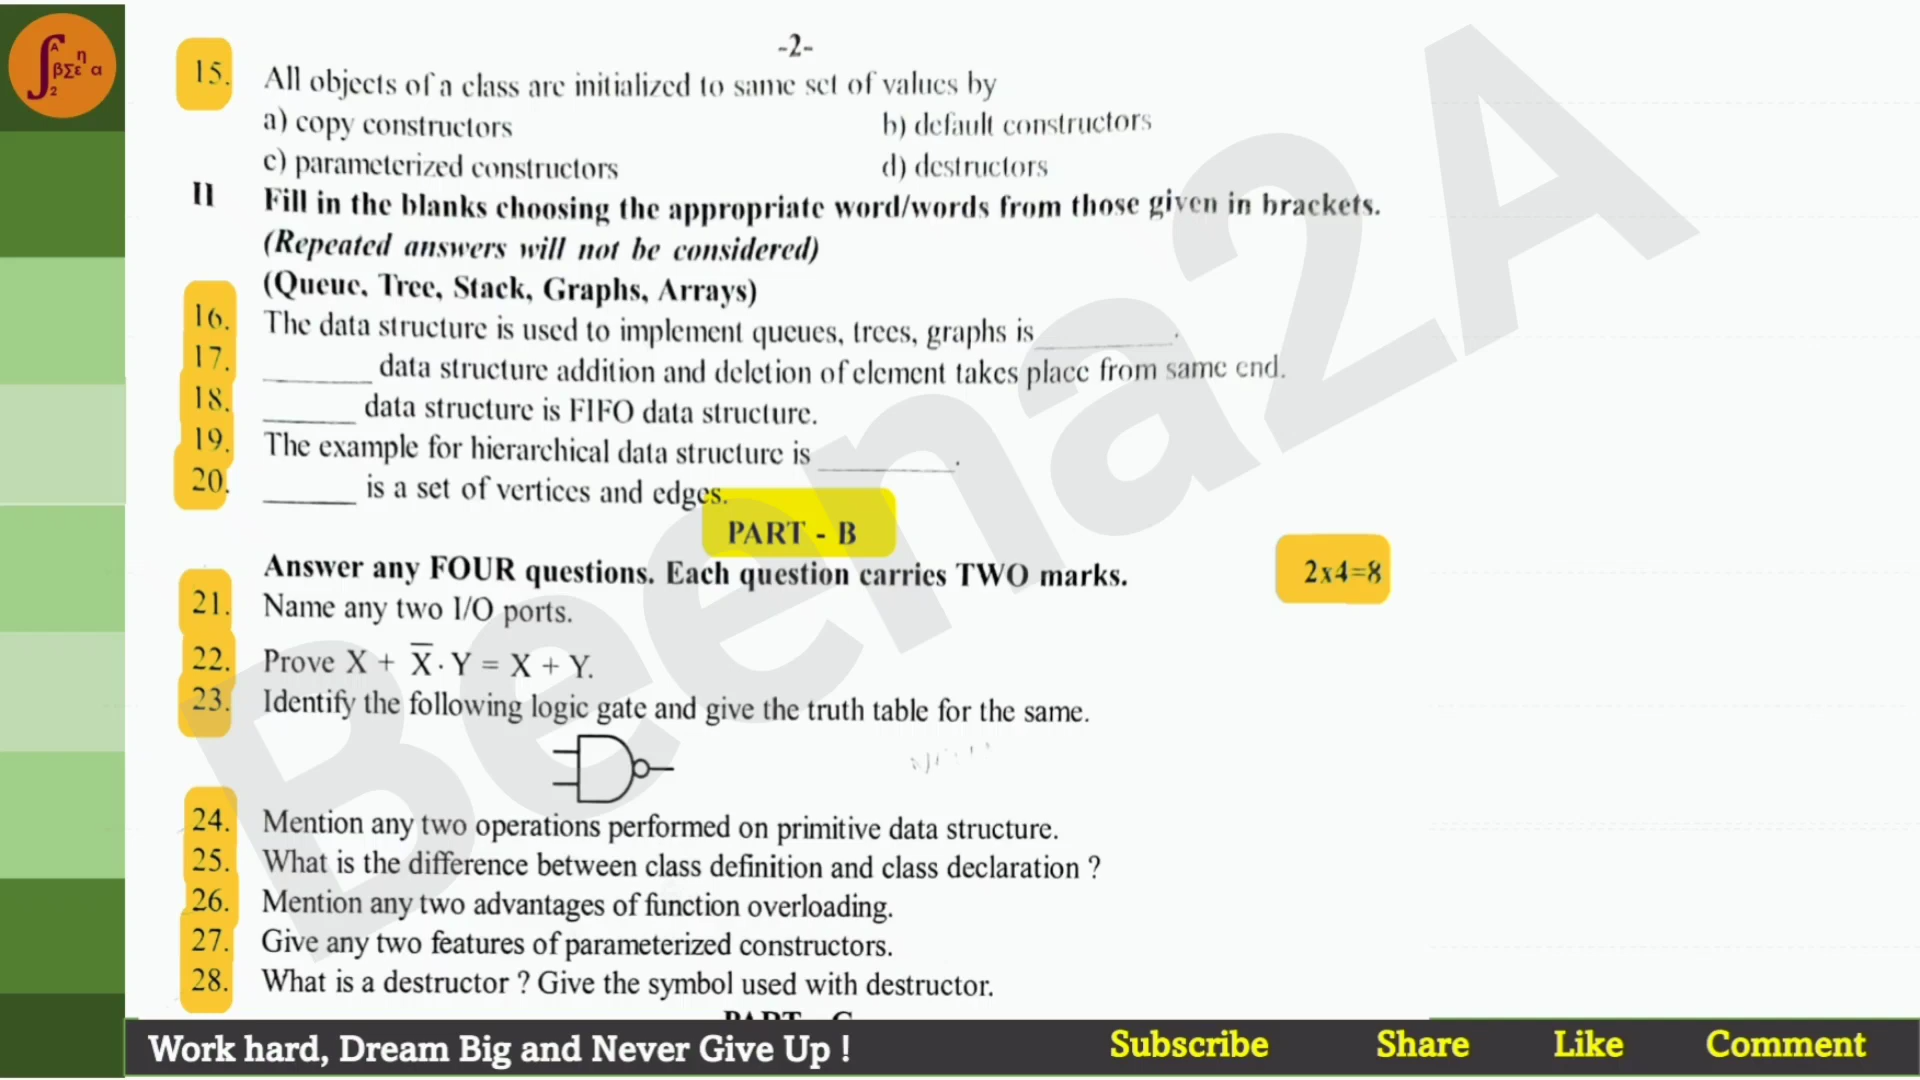 -2-
15. All objects of a class are initialized to same set of values by
a) copy constructors b) default constructors
c) parameterized constructors d) destructors
II Fill in the blanks choosing the appropriate word/words from those given in brackets.
(Repeated answers will not be considered)
(Queue, Tree, Stack, Graphs, Arrays)
16. The data structure is used to implement queues, trees, graphs is ________.
17. ________ data structure addition and deletion of element takes place from same end.
18. ________ data structure is FIFO data structure.
19. The example for hierarchical data structure is ________.
20. ________ is a set of vertices and edges.
PART - B
Answer any FOUR questions. Each question carries TWO marks. 2x4=8
21. Name any two I/O ports.
22. Prove X + X̅ · Y = X + Y.
23. Identify the following logic gate and give the truth table for the same.
24. Mention any two operations performed on primitive data structure.
25. What is the difference between class definition and class declaration ?
26. Mention any two advantages of function overloading.
27. Give any two features of parameterized constructors.
28. What is a destructor ? Give the symbol used with destructor.
Beena2A
Work hard, Dream Big and Never Give Up ! Subscribe Share Like Comment